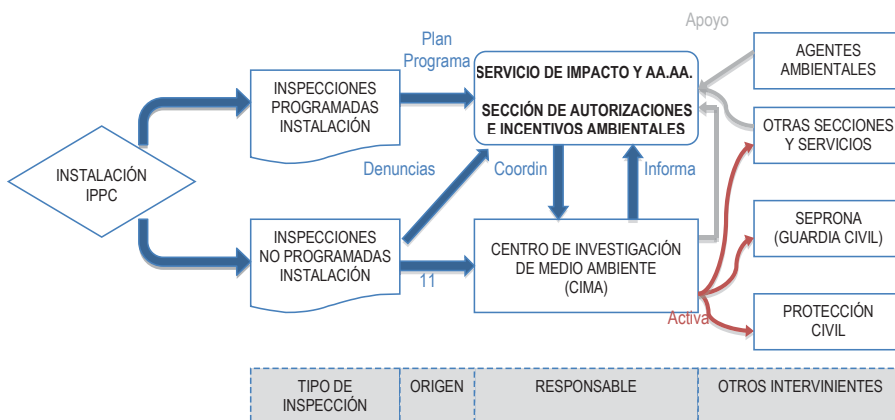 Apoyo
Plan
Programa
AGENTES
AMBIENTALES
SERVICIO DE IMPACTO Y AA.AA.
SECCIÓN DE AUTORIZACIONES
E INCENTIVOS AMBIENTALES
INSPECCIONES
PROGRAMADAS
INSTALACIÓN
OTRAS SECCIONES
Y SERVICIOS
Denuncias
Coordin
Informa
INSTALACIÓN
IPPC
INSPECCIONES
NO PROGRAMADAS
INSTALACIÓN
11
CENTRO DE INVESTIGACIÓN
DE MEDIO AMBIENTE
(CIMA)
SEPRONA
(GUARDIA CIVIL)
Activa
PROTECCIÓN
CIVIL
TIPO DE
INSPECCIÓN
ORIGEN
RESPONSABLE
OTROS INTERVINIENTES